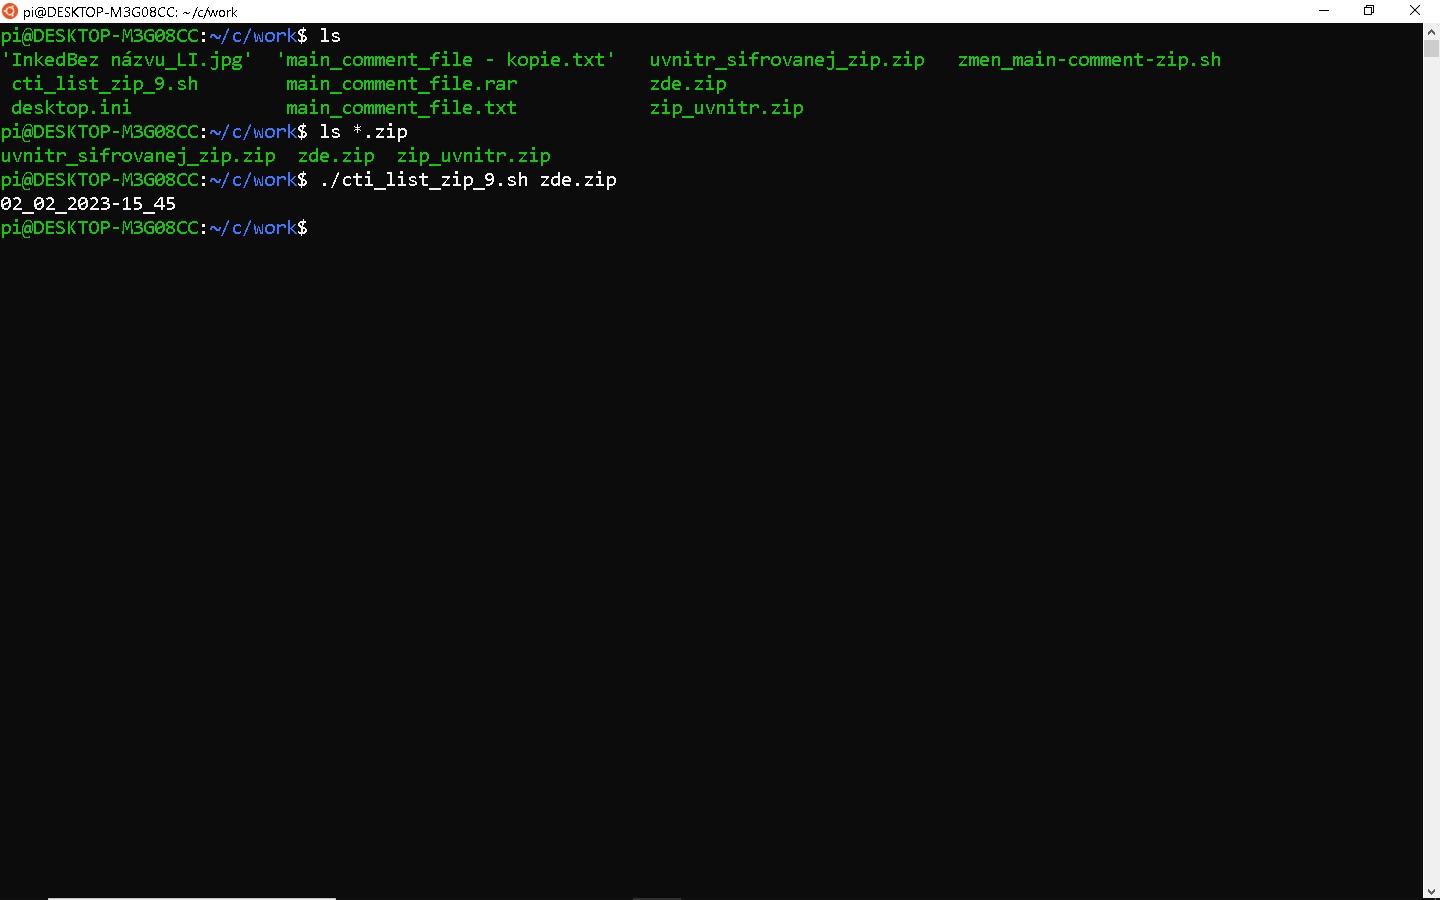 pi@DESKTOP-M3G08CC: ~/c/work
pi@DESKTOP-M3G08CC:~/c/work$ ls
'InkedBez názvu_LI.jpg'  'main_comment_file - kopie.txt'   uvnitr_sifrovanej_zip.zip   zmen_main-comment-zip.sh
 cti_list_zip_9.sh        main_comment_file.rar            zde.zip
 desktop.ini              main_comment_file.txt            zip_uvnitr.zip
pi@DESKTOP-M3G08CC:~/c/work$ ls *.zip
uvnitr_sifrovanej_zip.zip  zde.zip  zip_uvnitr.zip
pi@DESKTOP-M3G08CC:~/c/work$ ./cti_list_zip_9.sh zde.zip
02_02_2023-15_45
pi@DESKTOP-M3G08CC:~/c/work$